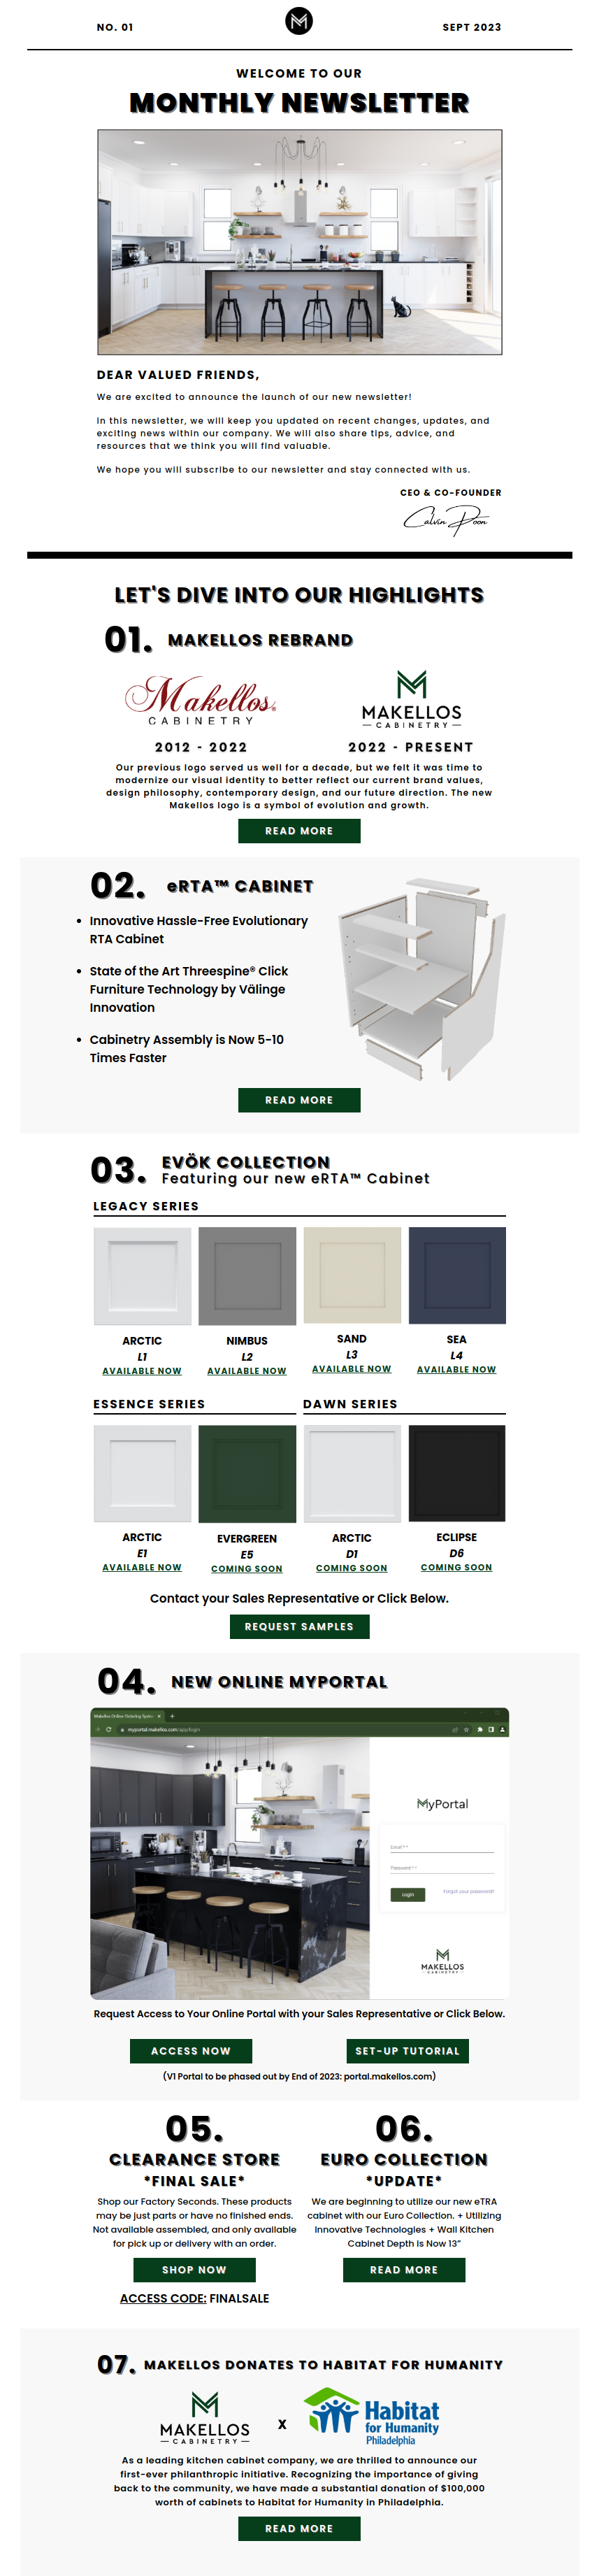 NO. 01
SEPT 2023
WELCOME TO OUR
MONTHLY NEWSLETTER
DEAR VALUED FRIENDS,
We are excited to announce the launch of our new newsletter!
In this newsletter, we will keep you updated on recent changes, updates, and
exciting news within our company. We will also share tips, advice, and
resources that we think you will find valuable.
We hope you will subscribe to our newsletter and stay connected with us.
CEO & CO-FOUNDER
Calvin Poon
LET'S DIVE INTO OUR HIGHLIGHTS
01. MAKELLOS REBRAND
Makellos®
CABINETRY
MAKELLOS
CABINETRY
2012 - 2022
2022 - PRESENT
Our previous logo served us well for a decade, but we felt it was time to
modernize our visual identity to better reflect our current brand values,
design philosophy, contemporary design, and our future direction. The new
Makellos logo is a symbol of evolution and growth.
READ MORE
02. eRTA™ CABINET
• Innovative Hassle-Free Evolutionary
RTA Cabinet
• State of the Art Threespine® Click
Furniture Technology by Välinge
Innovation
• Cabinetry Assembly is Now 5-10
Times Faster
READ MORE
03. EVÖK COLLECTION
Featuring our new eRTA™ Cabinet
LEGACY SERIES
ARCTIC
L1
AVAILABLE NOW
NIMBUS
L2
AVAILABLE NOW
SAND
L3
AVAILABLE NOW
SEA
L4
AVAILABLE NOW
ESSENCE SERIES
DAWN SERIES
ARCTIC
E1
AVAILABLE NOW
EVERGREEN
E5
COMING SOON
ARCTIC
D1
COMING SOON
ECLIPSE
D6
COMING SOON
Contact your Sales Representative or Click Below.
REQUEST SAMPLES
04. NEW ONLINE MYPORTAL
Makellos Online Ordering Syste
myportal.makellos.com/app/login
MyPortal
Email *
Password *
Login
Forgot your password?
MAKELLOS
CABINETRY
Request Access to Your Online Portal with your Sales Representative or Click Below.
ACCESS NOW
SET-UP TUTORIAL
(V1 Portal to be phased out by End of 2023: portal.makellos.com)
05.
CLEARANCE STORE
*FINAL SALE*
Shop our Factory Seconds. These products
may be just parts or have no finished ends.
Not available assembled, and only available
for pick up or delivery with an order.
SHOP NOW
ACCESS CODE: FINALSALE
06.
EURO COLLECTION
*UPDATE*
We are beginning to utilize our new eTRA
cabinet with our Euro Collection. + Utilizing
Innovative Technologies + Wall Kitchen
Cabinet Depth is Now 13”
READ MORE
07. MAKELLOS DONATES TO HABITAT FOR HUMANITY
MAKELLOS
CABINETRY
X
Habitat
for Humanity
Philadelphia
As a leading kitchen cabinet company, we are thrilled to announce our
first-ever philanthropic initiative. Recognizing the importance of giving
back to the community, we have made a substantial donation of $100,000
worth of cabinets to Habitat for Humanity in Philadelphia.
READ MORE